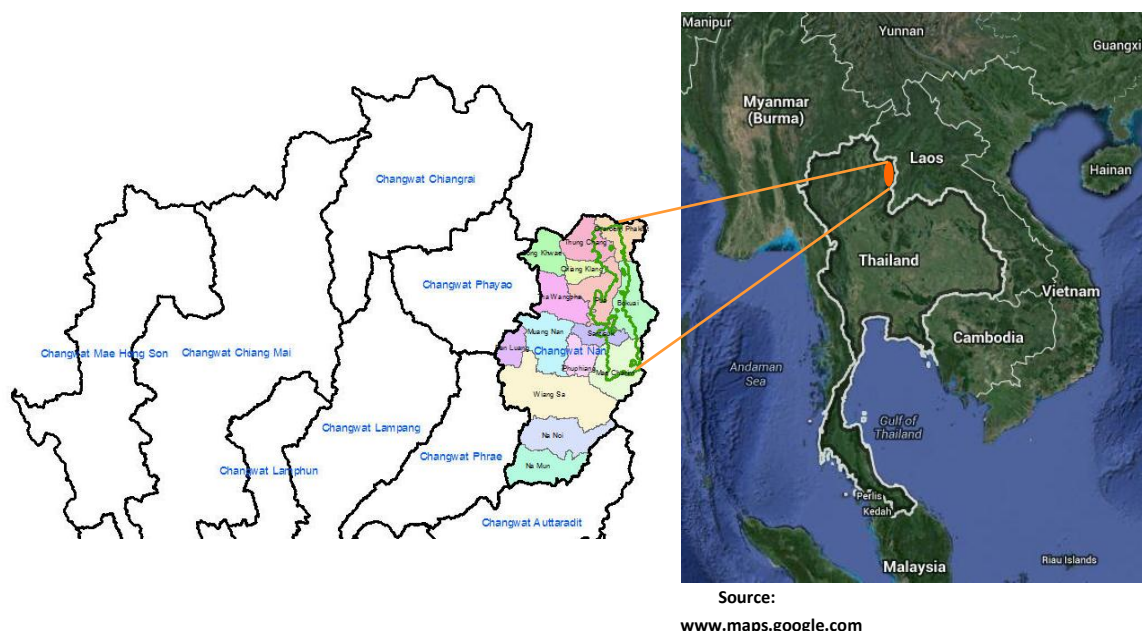 Changwat Chiangrai
Thung Chang
Chiang Klang
Changwat Phayao
Bokuai
Muang Nan
Changwat Nan
Changwat Mae Hong Son
Changwat Chiang Mai
Phuphiang
Wiang Sa
Changwat Lampang
Na Noi
Changwat Phrae
Changwat Lamphun
Na Mun
Changwat Auttaradit
Manipur
Yunnan
Guangxi
Myanmar
(Burma)
Laos
Hainan
Thailand
Vietnam
Cambodia
Andaman
Sea
Gulf of
Thailand
Perlis
Kedah
Malaysia
Riau Islands
Source:
www.maps.google.com